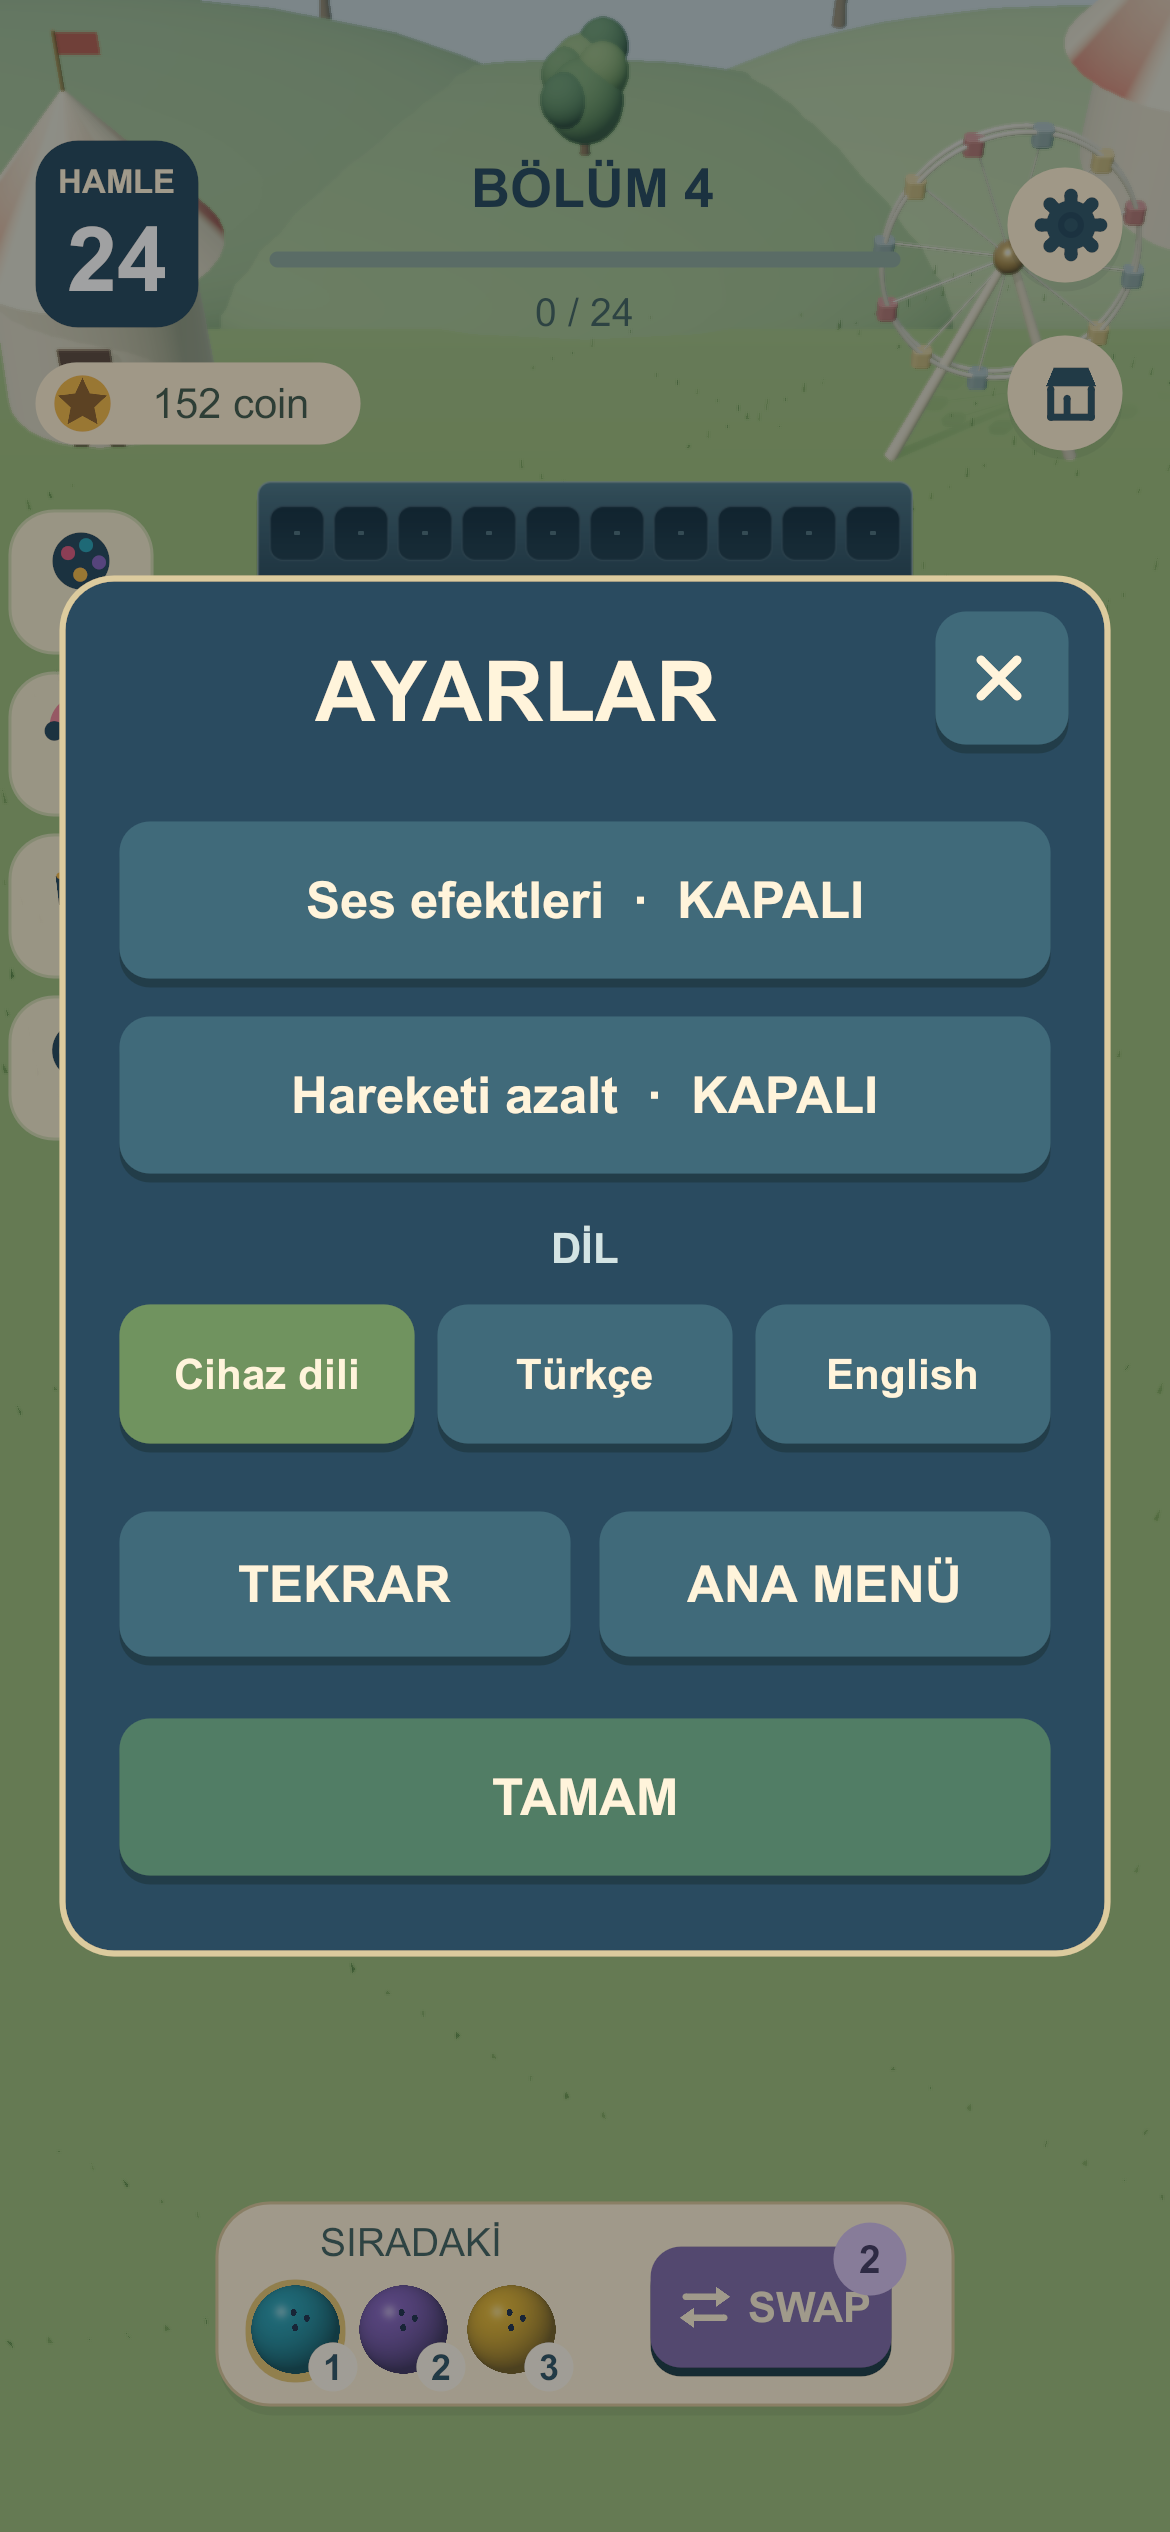 HAMLE
24
BÖLÜM 4
0 / 24
152 coin
AYARLAR
Ses efektleri · KAPALI
Hareketi azalt · KAPALI
DİL
Cihaz dili
Türkçe
English
TEKRAR
ANA MENÜ
TAMAM
SIRADAKİ
1
2
3
SWAP
2